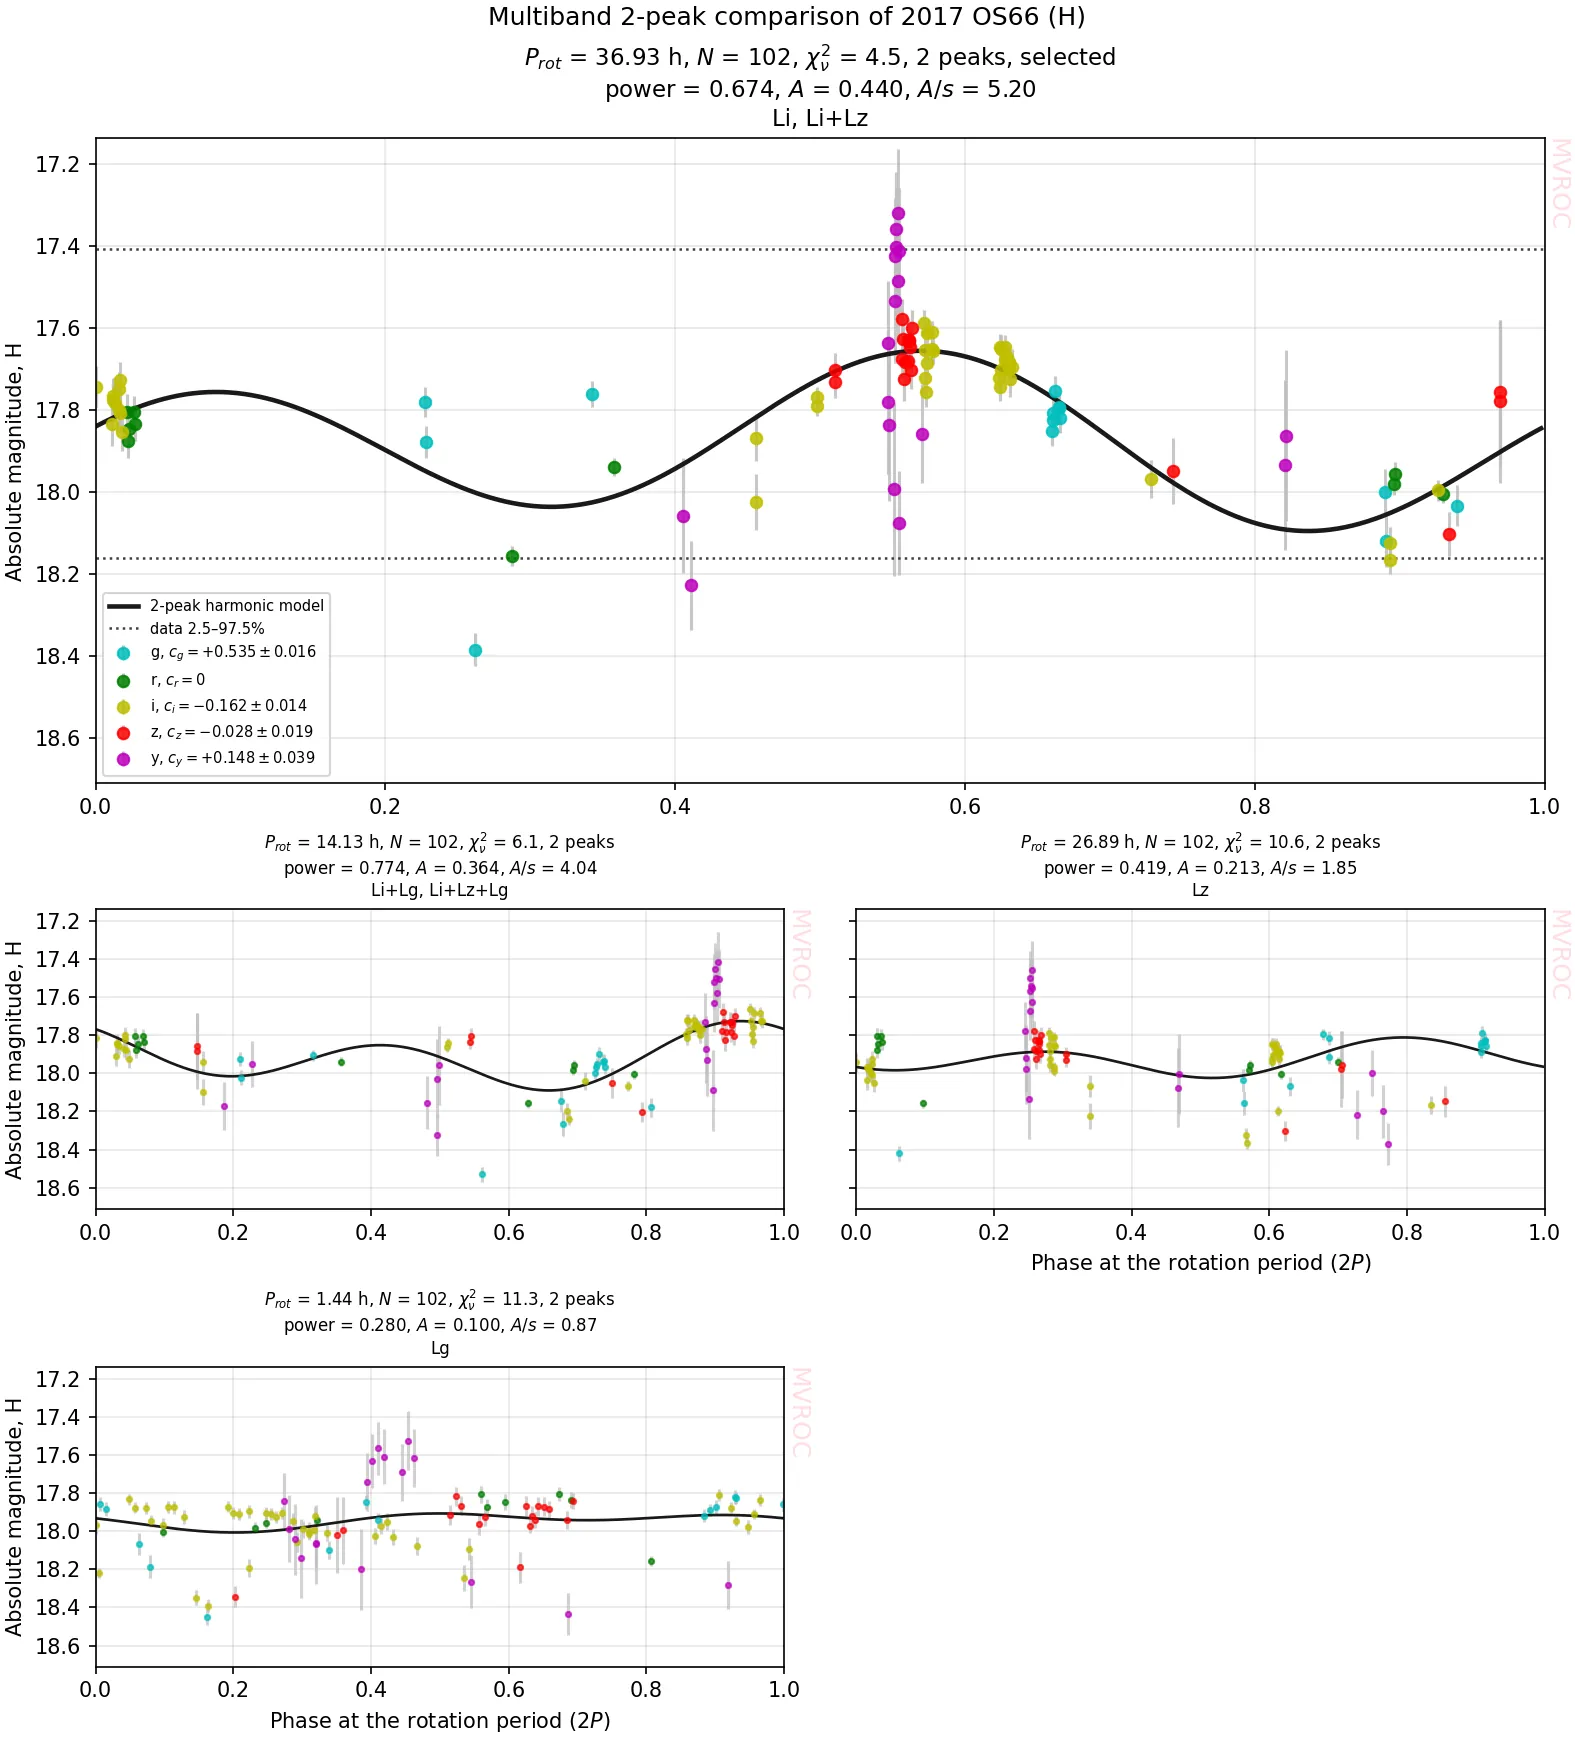 Multiband 2-peak comparison of 2017 OS66 (H)
P_rot = 36.93 h, N = 102, χ²_ν = 4.5, 2 peaks, selected
power = 0.674, A = 0.440, A/s = 5.20
Li, Li+Lz
17.2
17.4
17.6
17.8
18.0
18.2
18.4
18.6
Absolute magnitude, H
MVROC
2-peak harmonic model
data 2.5–97.5%
g, c_g = +0.535 ± 0.016
r, c_r = 0
i, c_i = −0.162 ± 0.014
z, c_z = −0.028 ± 0.019
y, c_y = +0.148 ± 0.039
0.0 0.2 0.4 0.6 0.8 1.0
P_rot = 14.13 h, N = 102, χ²_ν = 6.1, 2 peaks
power = 0.774, A = 0.364, A/s = 4.04
Li+Lg, Li+Lz+Lg
17.2
17.4
17.6
17.8
18.0
18.2
18.4
18.6
Absolute magnitude, H
MVROC
0.0 0.2 0.4 0.6 0.8 1.0
P_rot = 26.89 h, N = 102, χ²_ν = 10.6, 2 peaks
power = 0.419, A = 0.213, A/s = 1.85
Lz
MVROC
0.0 0.2 0.4 0.6 0.8 1.0
Phase at the rotation period (2P)
P_rot = 1.44 h, N = 102, χ²_ν = 11.3, 2 peaks
power = 0.280, A = 0.100, A/s = 0.87
Lg
17.2
17.4
17.6
17.8
18.0
18.2
18.4
18.6
Absolute magnitude, H
MVROC
0.0 0.2 0.4 0.6 0.8 1.0
Phase at the rotation period (2P)